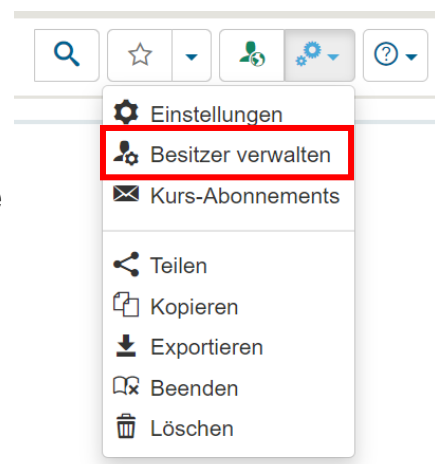 Einstellungen
Besitzer verwalten
Kurs-Abonnements
e
Teilen
Kopieren
Exportieren
Beenden
Löschen